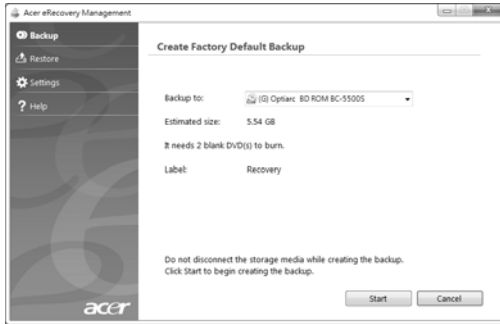 Acer eRecovery Management
Backup
Restore
Settings
Help
Create Factory Default Backup
Backup to: (G) Optiarc BD ROM BC-5500S
Estimated size: 5.54 GB
It needs 2 blank DVD(s) to burn.
Label: Recovery
Do not disconnect the storage media while creating the backup.
Click Start to begin creating the backup.
Start Cancel
acer